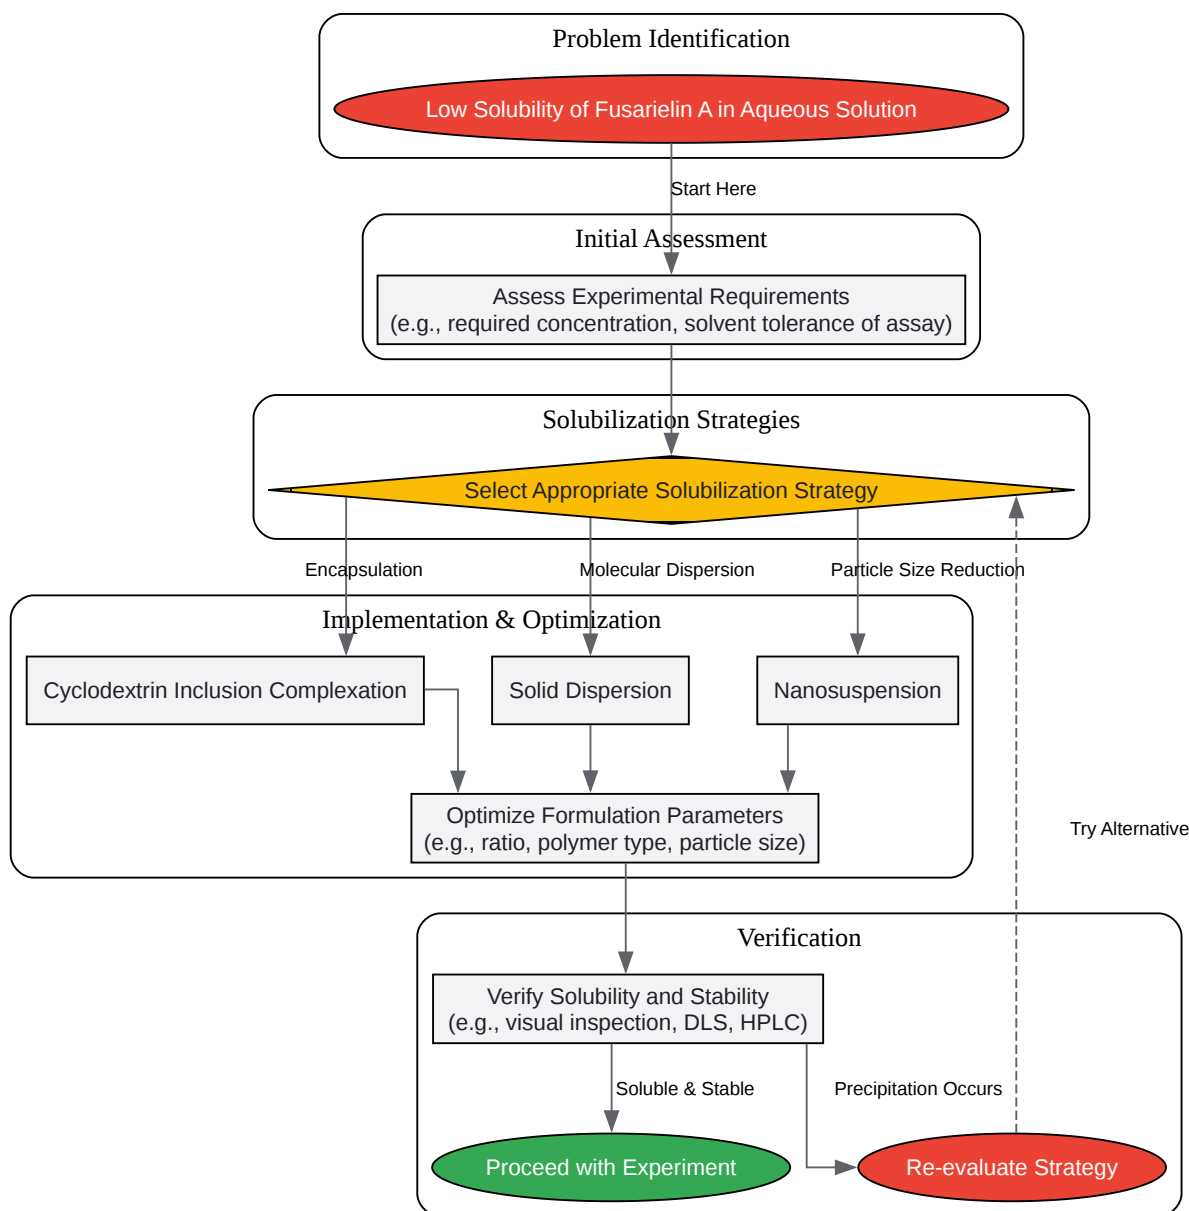 Problem Identification
Low Solubility of Fusarielin A in Aqueous Solution
Start Here
Initial Assessment
Assess Experimental Requirements
(e.g., required concentration, solvent tolerance of assay)
Solubilization Strategies
Select Appropriate Solubilization Strategy
Encapsulation
Molecular Dispersion
Particle Size Reduction
Implementation & Optimization
Cyclodextrin Inclusion Complexation
Solid Dispersion
Nanosuspension
Optimize Formulation Parameters
(e.g., ratio, polymer type, particle size)
Try Alternative
Verification
Verify Solubility and Stability
(e.g., visual inspection, DLS, HPLC)
Soluble & Stable
Precipitation Occurs
Proceed with Experiment
Re-evaluate Strategy